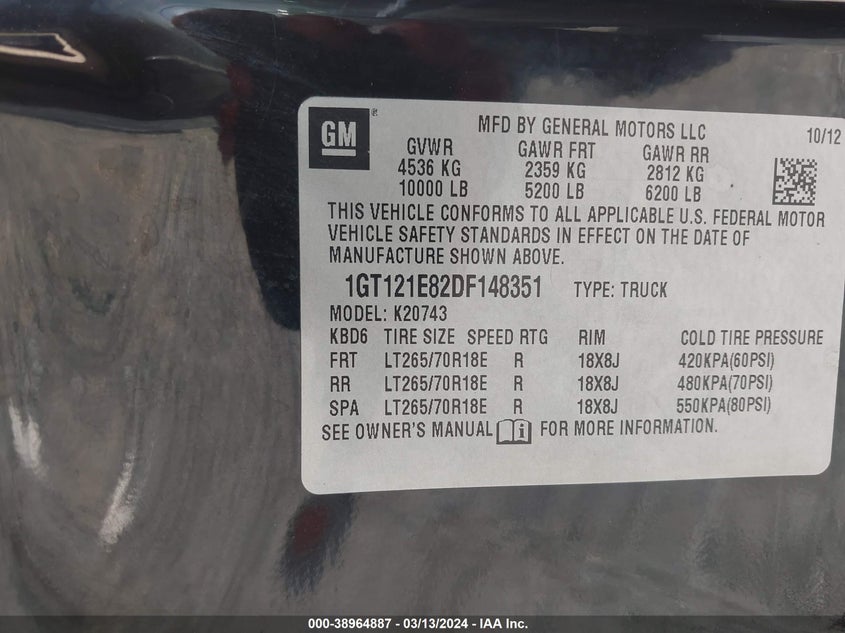 GM ®
MFD BY GENERAL MOTORS LLC 10/12
GVWR GAWR FRT GAWR RR
4536 KG 2359 KG 2812 KG
10000 LB 5200 LB 6200 LB
THIS VEHICLE CONFORMS TO ALL APPLICABLE U.S. FEDERAL MOTOR
VEHICLE SAFETY STANDARDS IN EFFECT ON THE DATE OF
MANUFACTURE SHOWN ABOVE.
1GT121E82DF148351 TYPE: TRUCK
MODEL: K20743
KBD6 TIRE SIZE SPEED RTG RIM COLD TIRE PRESSURE
FRT LT265/70R18E R 18X8J 420KPA(60PSI)
RR LT265/70R18E R 18X8J 480KPA(70PSI)
SPA LT265/70R18E R 18X8J 550KPA(80PSI)
SEE OWNER'S MANUAL i FOR MORE INFORMATION.
000-38964887 - 03/13/2024 - IAA Inc.